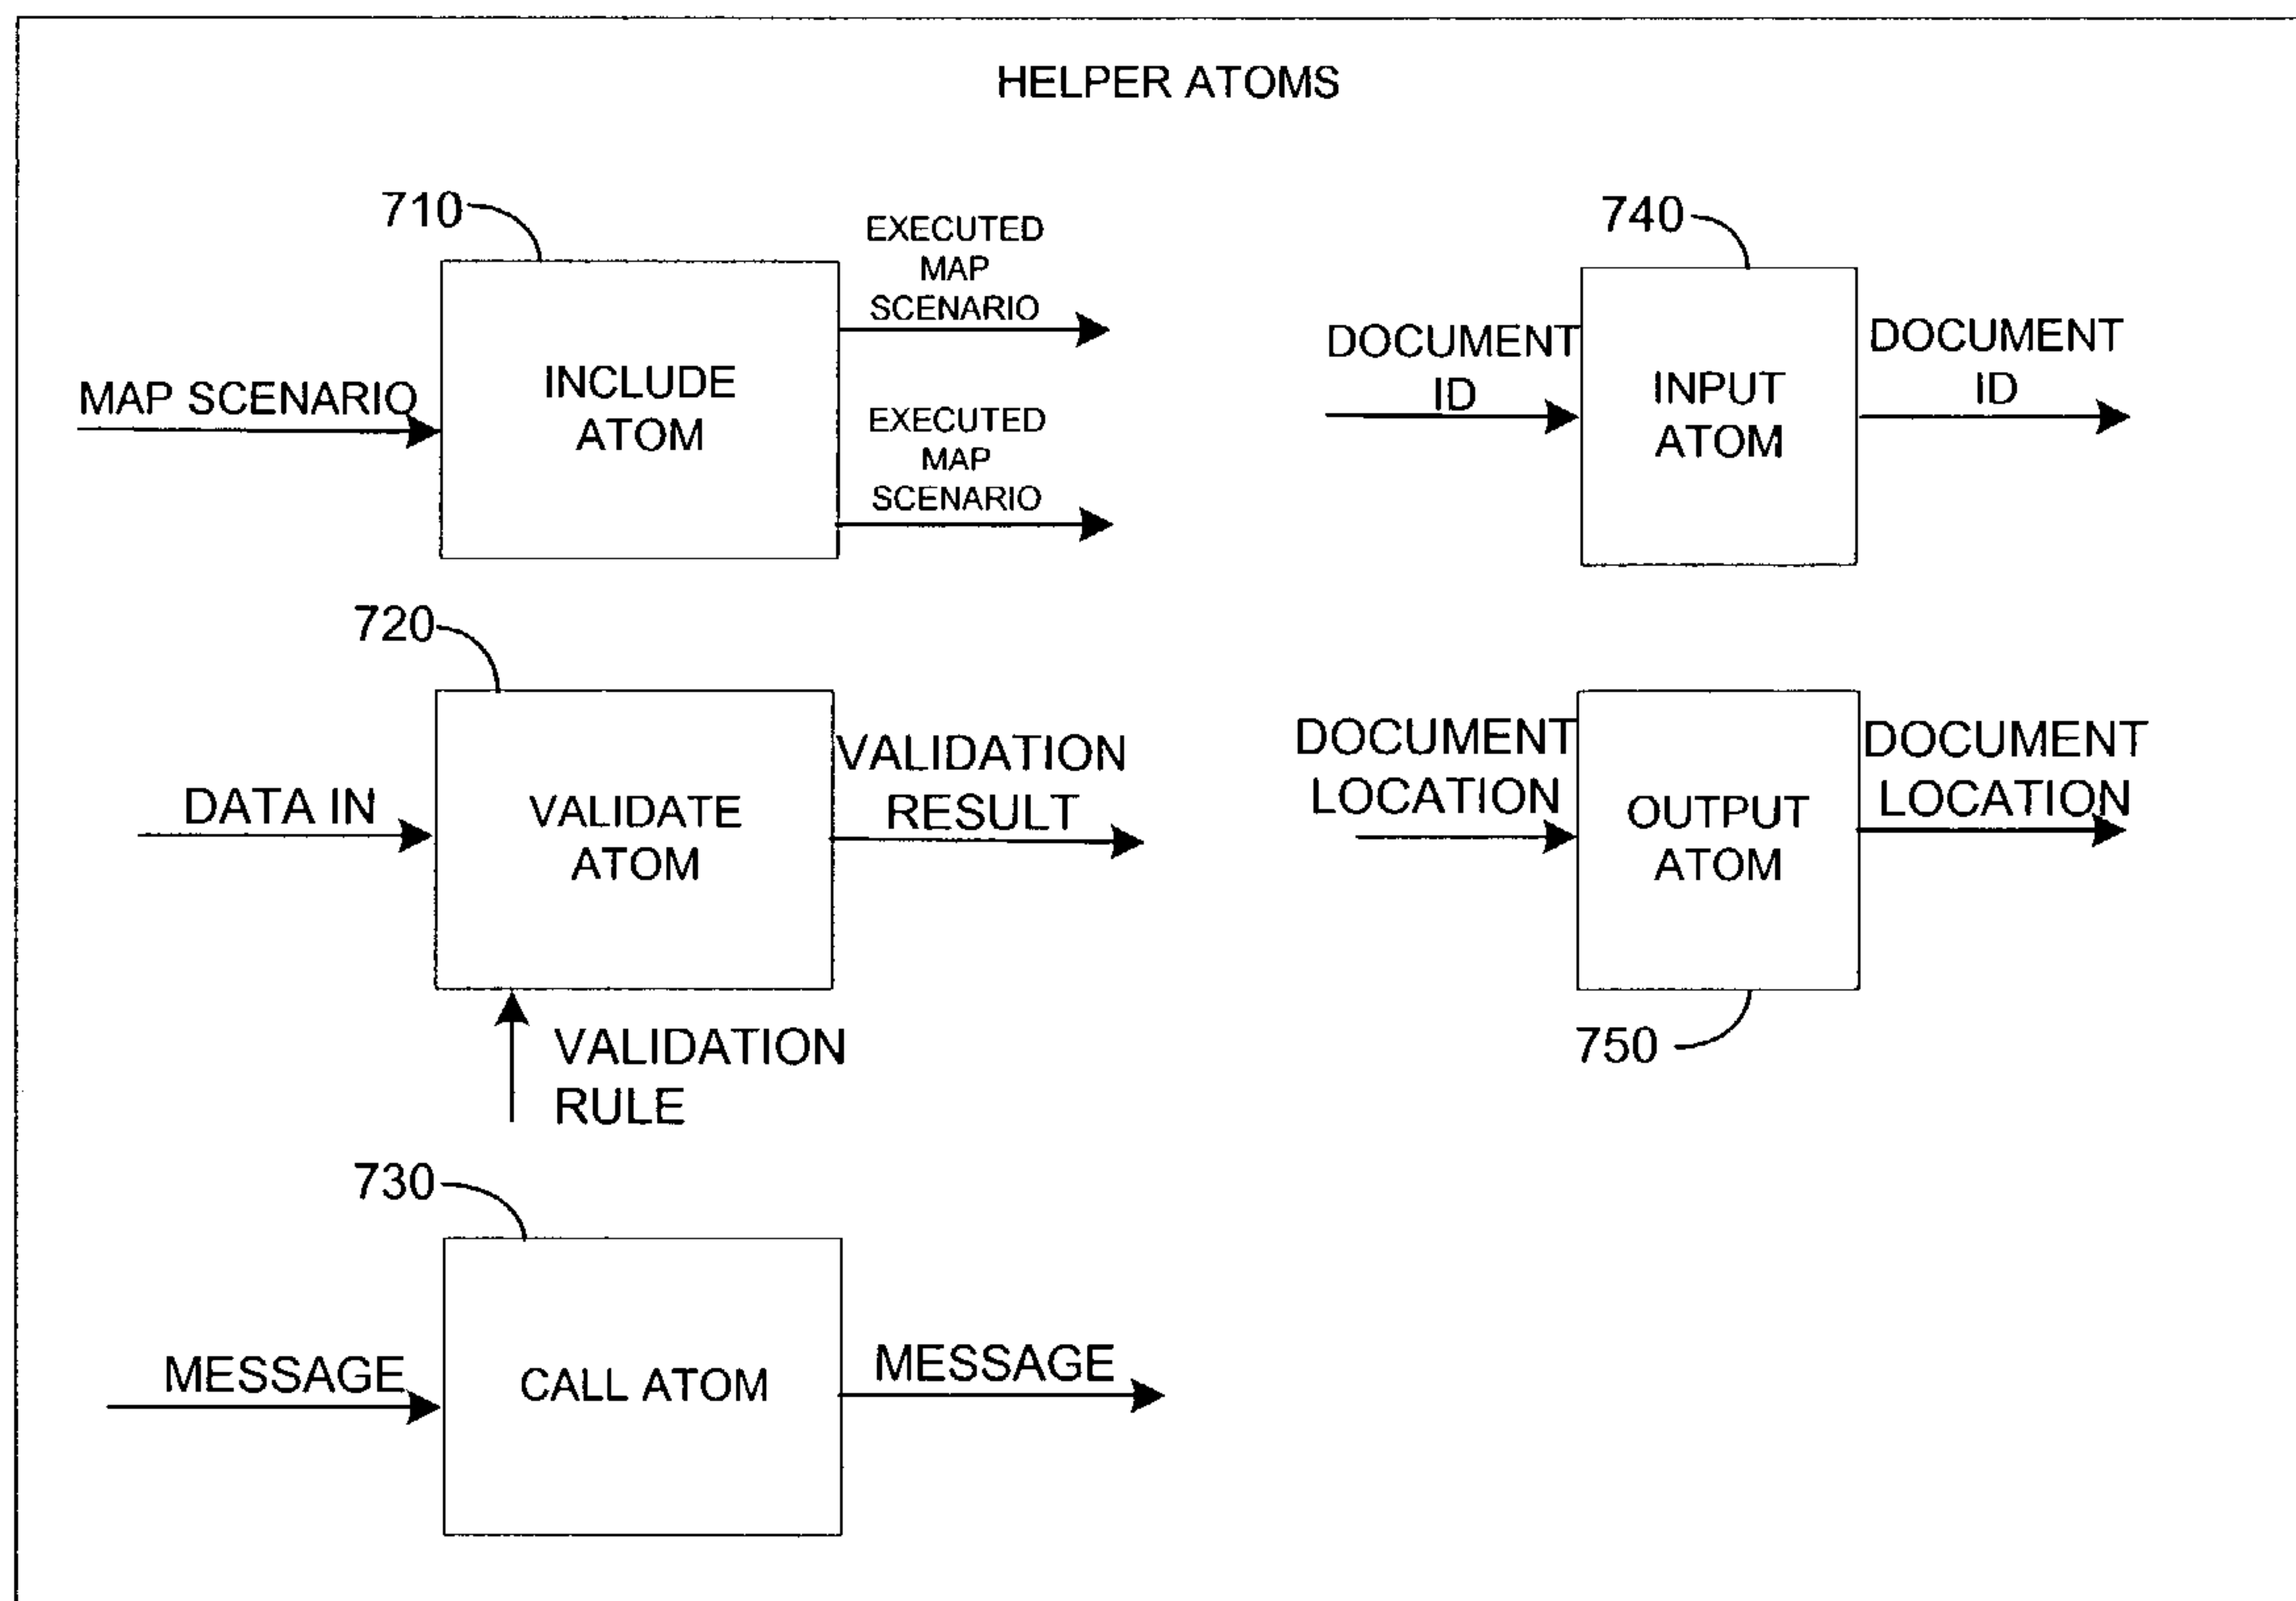 HELPER ATOMS
710
MAP SCENARIO
INCLUDE
ATOM
EXECUTED
MAP
SCENARIO
EXECUTED
MAP
SCENARIO
740
DOCUMENT
ID
INPUT
ATOM
DOCUMENT
ID
720
DATA IN
VALIDATE
ATOM
VALIDATION
RESULT
VALIDATION
RULE
DOCUMENT
LOCATION
OUTPUT
ATOM
DOCUMENT
LOCATION
750
730
MESSAGE
CALL ATOM
MESSAGE